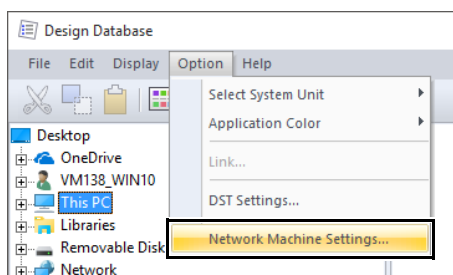 Design Database
File Edit Display Option Help
Select System Unit
Application Color
Link...
DST Settings...
Network Machine Settings...
Desktop
OneDrive
VM138_WIN10
This PC
Libraries
Removable Disk
Network